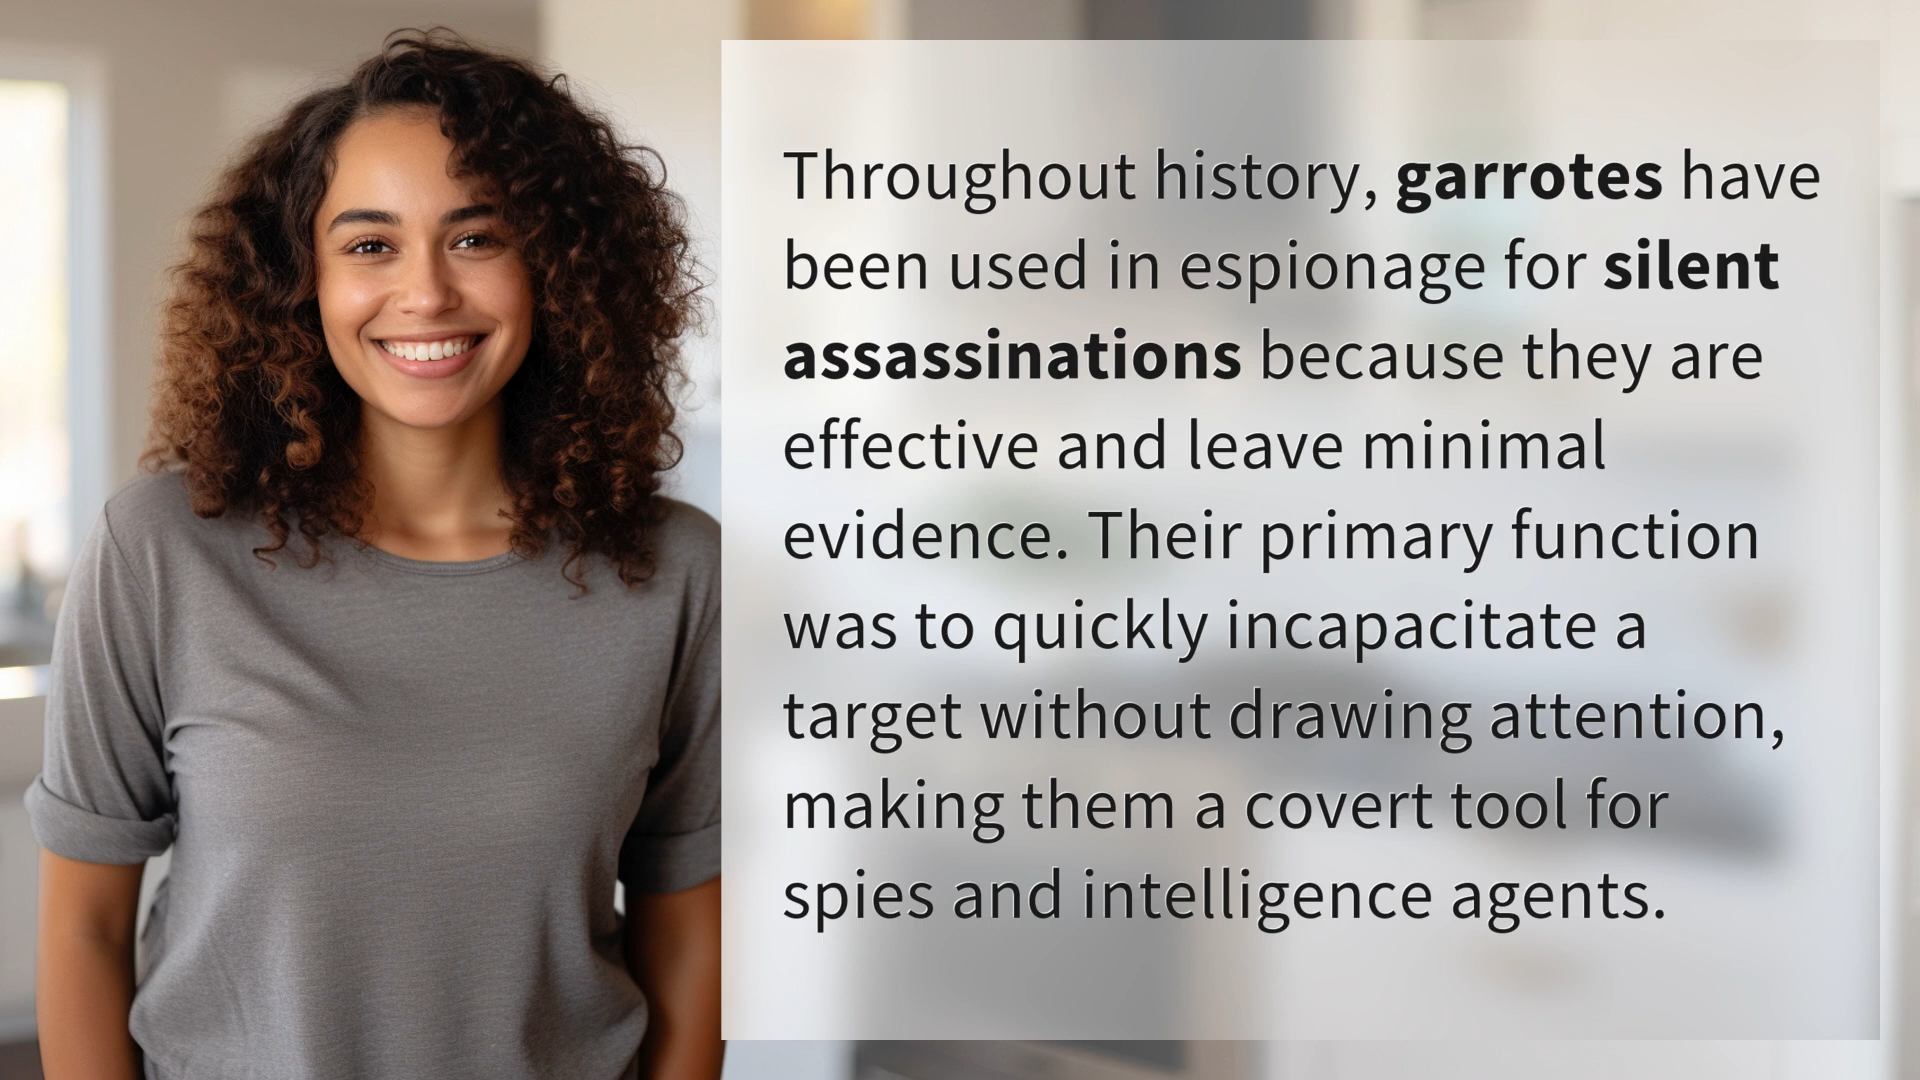 Throughout history, garrotes have
been used in espionage for silent
assassinations because they are
effective and leave minimal
evidence. Their primary function
was to quickly incapacitate a
target without drawing attention,
making them a covert tool for
spies and intelligence agents.